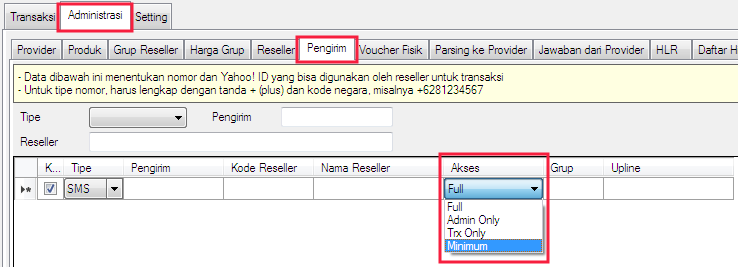 Transaksi Administrasi Setting
Provider Produk Grup Reseller Harga Grup Reseller Pengirim Voucher Fisik Parsing ke Provider Jawaban dari Provider HLR Daftar H
- Data dibawah ini menentukan nomor dan Yahoo! ID yang bisa digunakan oleh reseller untuk transaksi
- Untuk tipe nomor, harus lengkap dengan tanda + (plus) dan kode negara, misalnya +6281234567
Tipe Pengirim
Reseller
K... Tipe Pengirim Kode Reseller Nama Reseller Akses Grup Upline
SMS Full
Full
Admin Only
Trx Only
Minimum